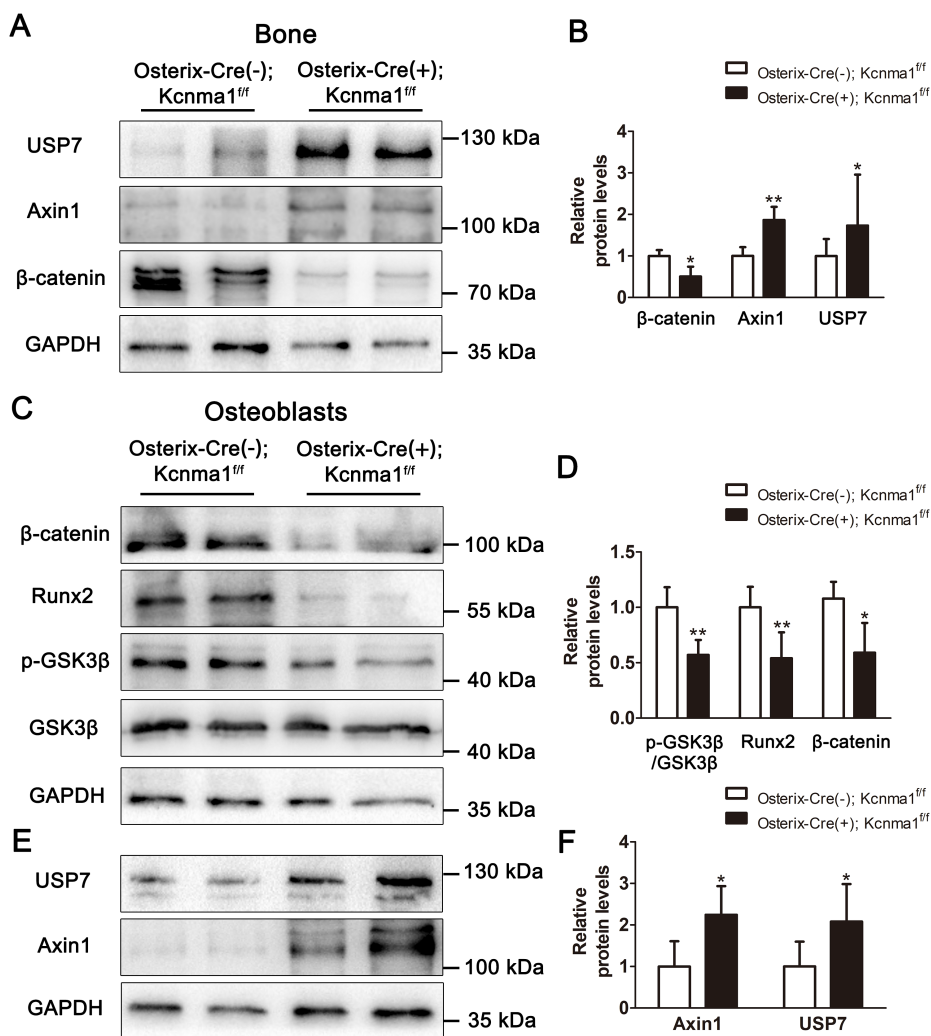 A
Bone
Osterix-Cre(-);
Kcnma1f/f
Osterix-Cre(+);
Kcnma1f/f
USP7
130 kDa
Axin1
100 kDa
β-catenin
70 kDa
GAPDH
35 kDa
B
Osterix-Cre(-); Kcnma1f/f
Osterix-Cre(+); Kcnma1f/f
Relative
protein levels
4
3
2
1
0
*
**
*
β-catenin
Axin1
USP7
C
Osteoblasts
Osterix-Cre(-);
Kcnma1f/f
Osterix-Cre(+);
Kcnma1f/f
β-catenin
100 kDa
Runx2
55 kDa
p-GSK3β
40 kDa
GSK3β
40 kDa
GAPDH
35 kDa
D
Osterix-Cre(-); Kcnma1f/f
Osterix-Cre(+); Kcnma1f/f
Relative
protein levels
1.5
1.0
0.5
0.0
**
**
*
p-GSK3β
/GSK3β
Runx2
β-catenin
E
USP7
130 kDa
Axin1
100 kDa
GAPDH
35 kDa
Osterix-Cre(-); Kcnma1f/f
Osterix-Cre(+); Kcnma1f/f
F
Relative
protein levels
4
3
2
1
0
*
*
Axin1
USP7